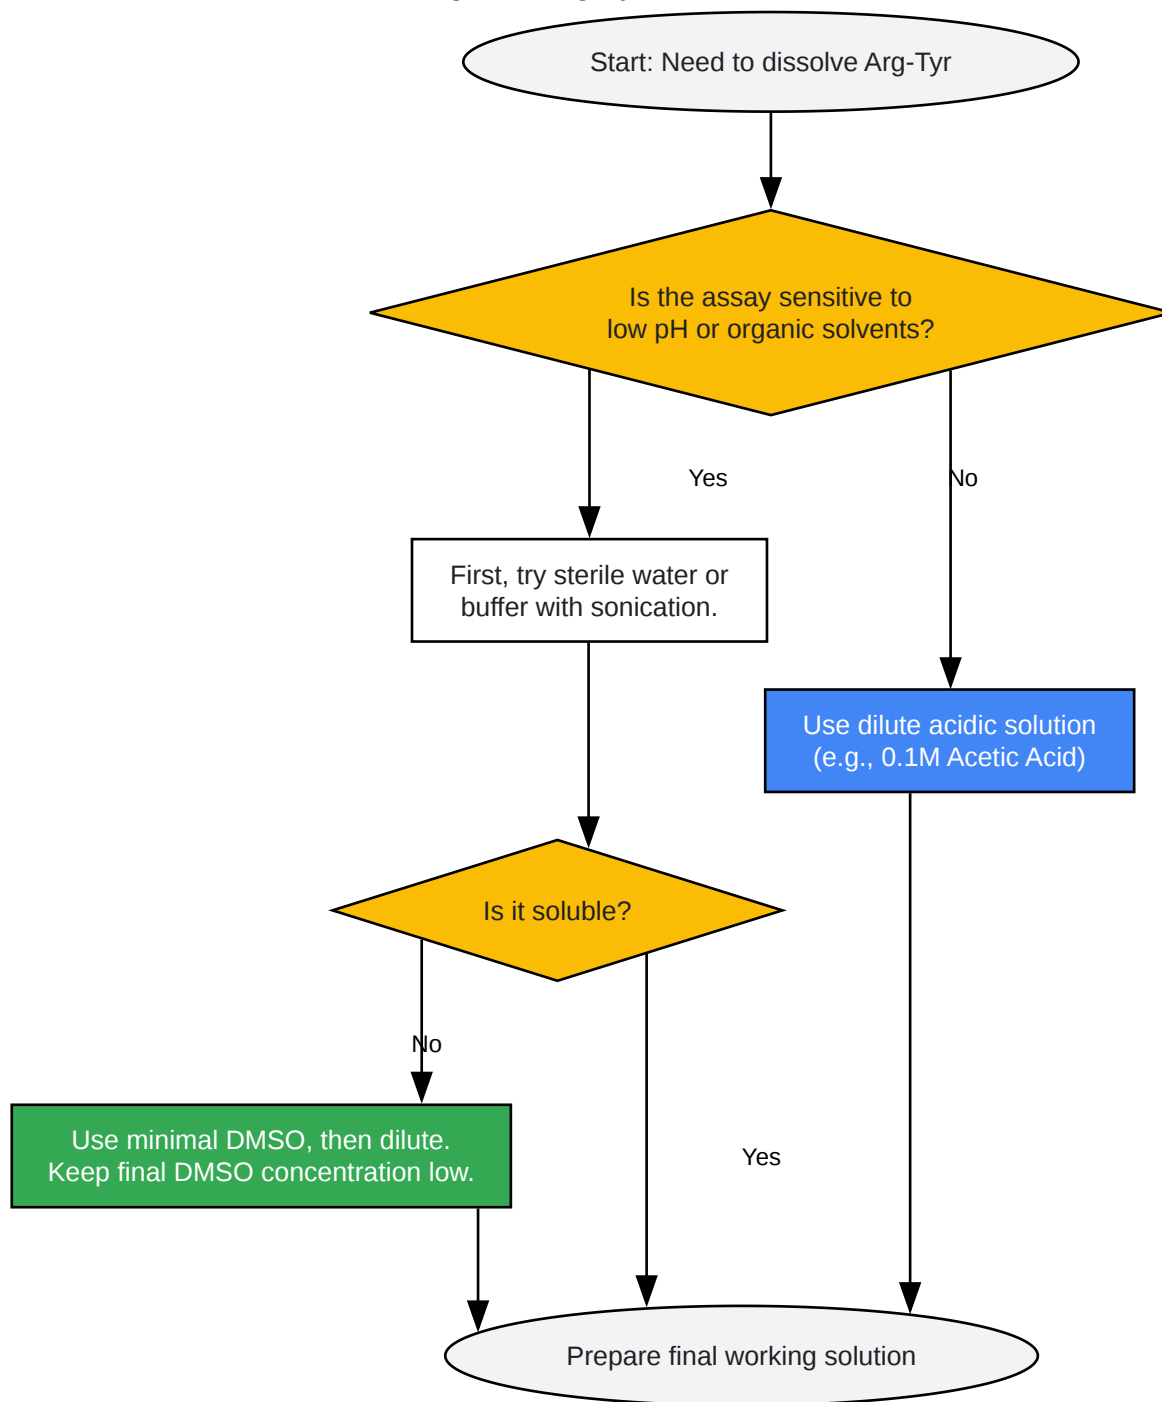 Start: Need to dissolve Arg-Tyr
Is the assay sensitive to
low pH or organic solvents?
Yes
No
First, try sterile water or
buffer with sonication.
Use dilute acidic solution
(e.g., 0.1M Acetic Acid)
Is it soluble?
No
Use minimal DMSO, then dilute.
Keep final DMSO concentration low.
Yes
Prepare final working solution